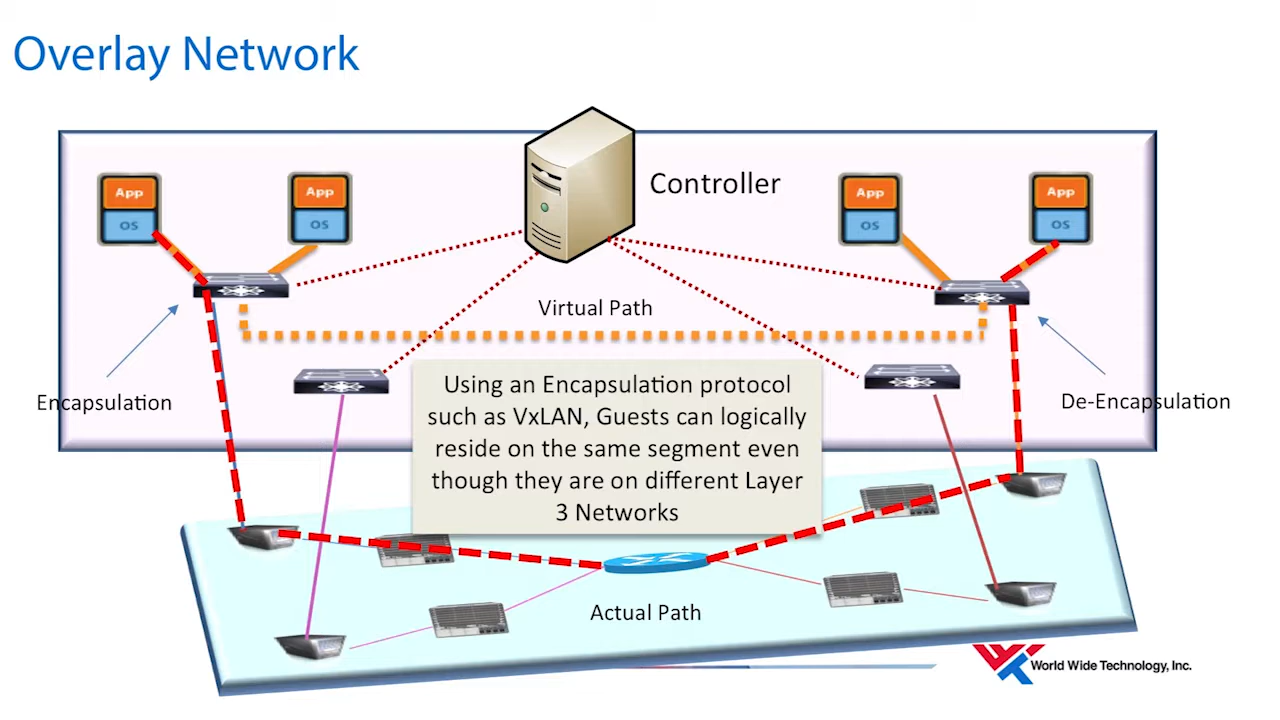 Overlay Network
Controller
App
OS
App
OS
App
OS
App
OS
Virtual Path
Encapsulation
De-Encapsulation
Using an Encapsulation protocol
such as VxLAN, Guests can logically
reside on the same segment even
though they are on different Layer
3 Networks
Actual Path
World Wide Technology, Inc.